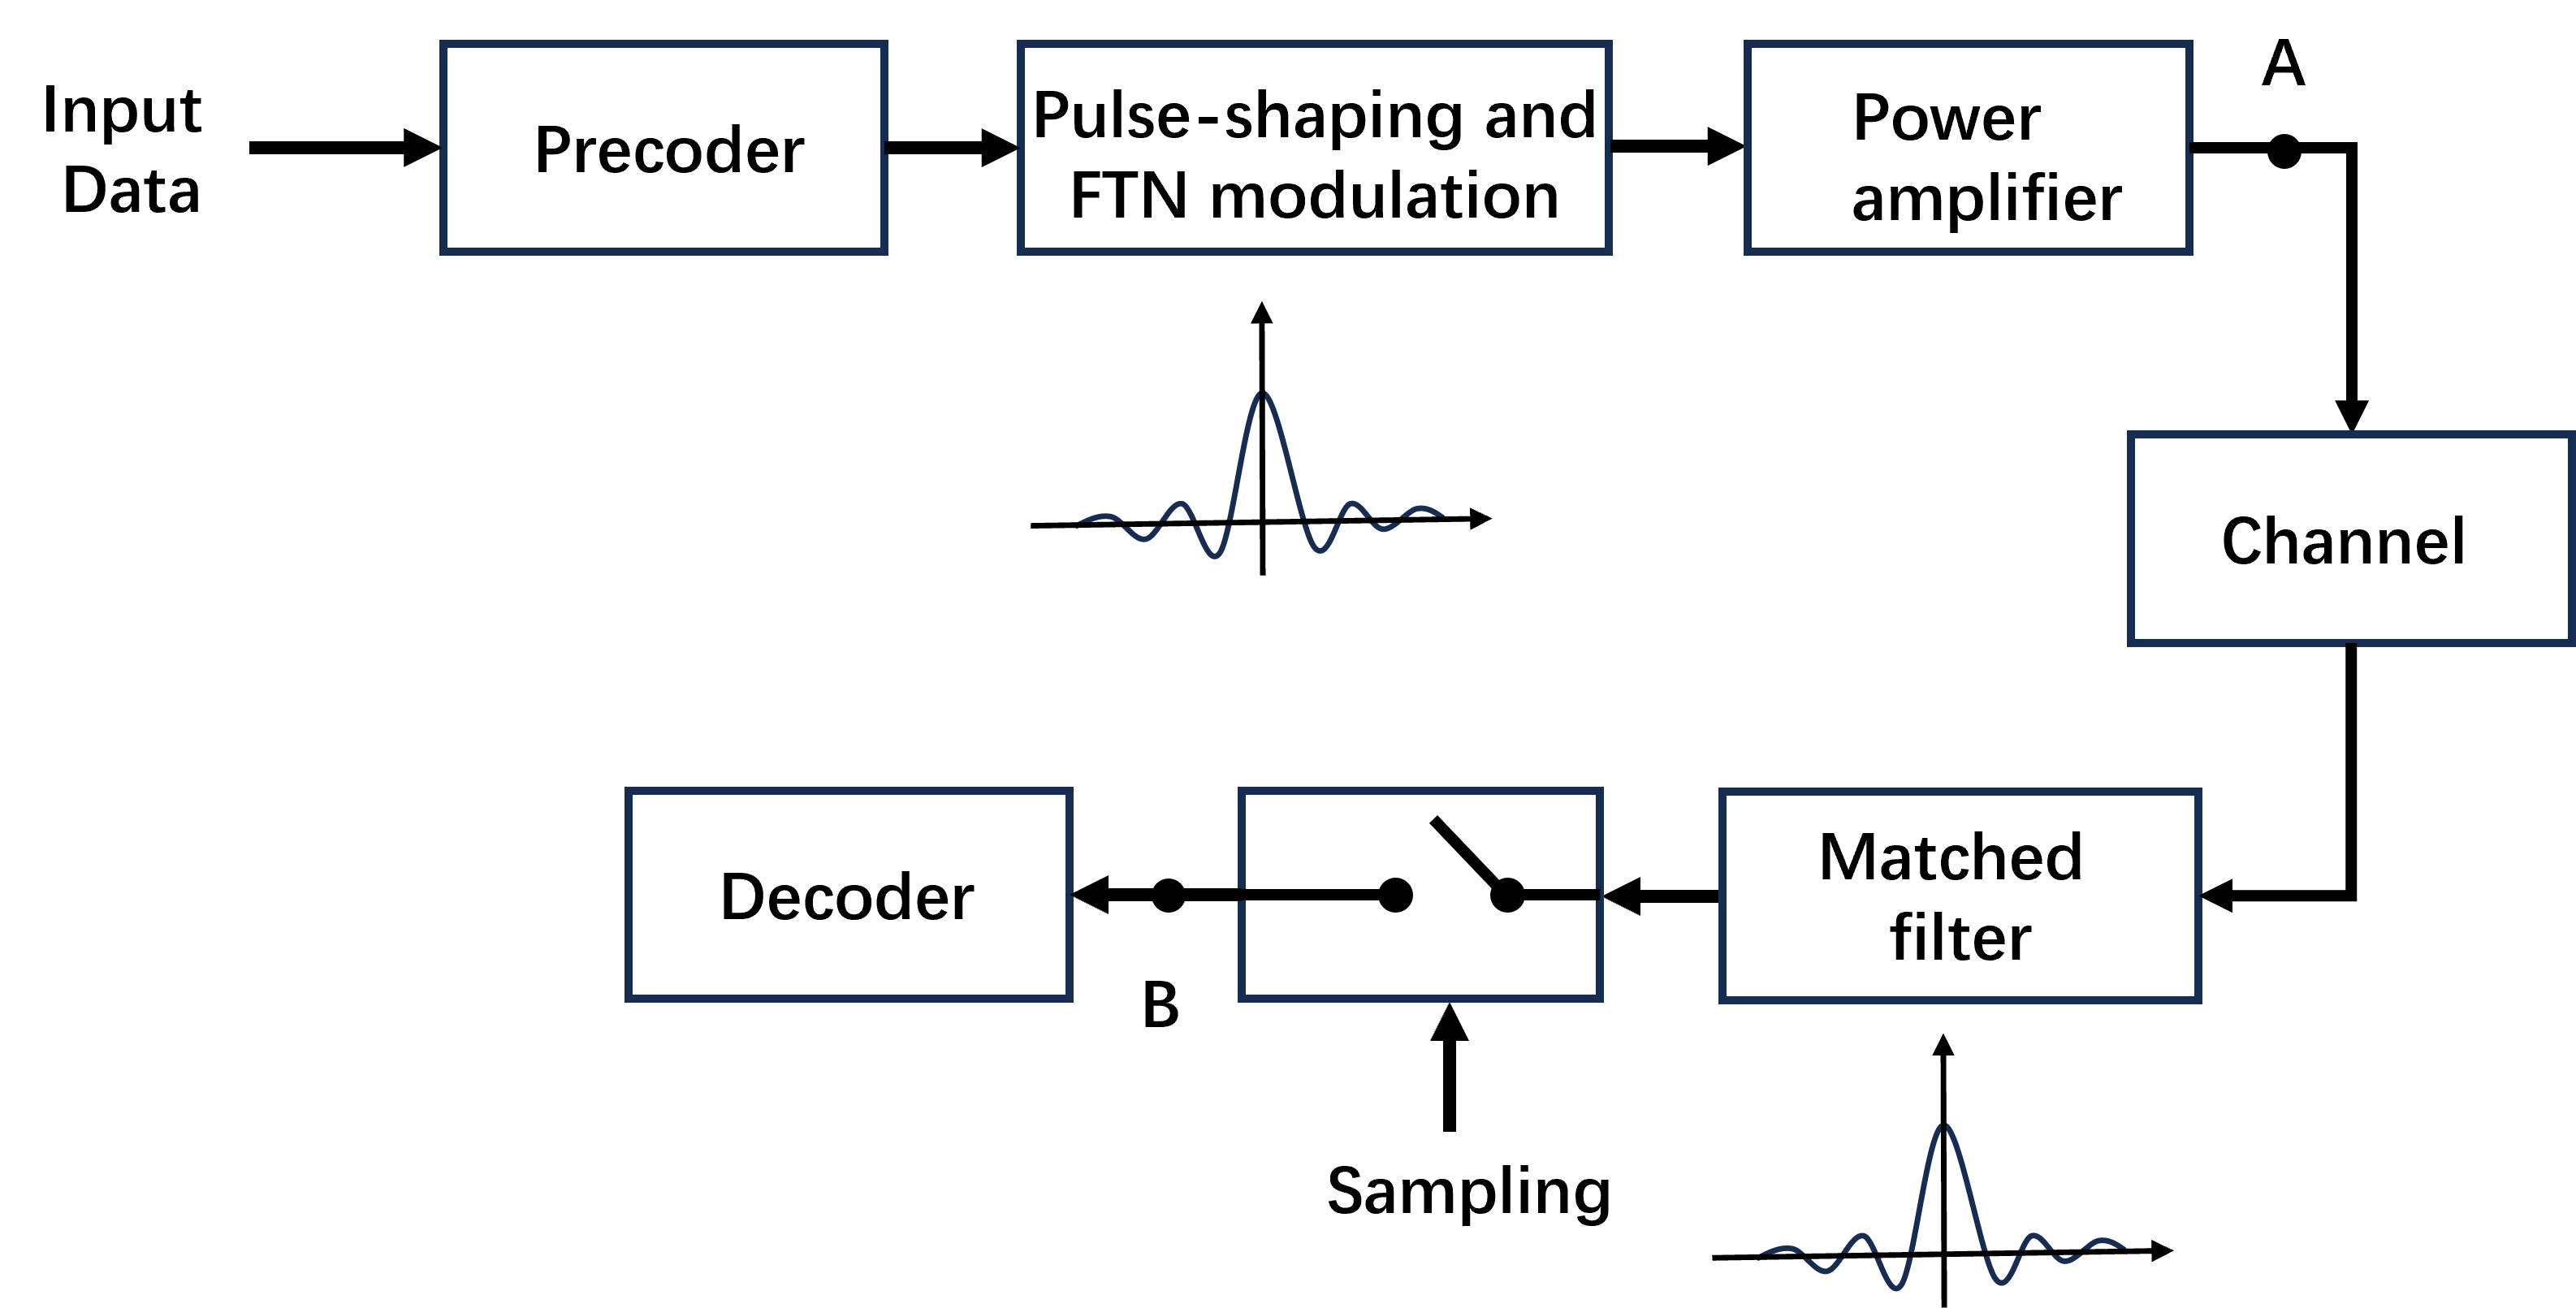 Input
Data
Precoder
Pulse-shaping and
FTN modulation
Power
amplifier
A
Channel
Matched
filter
Decoder
B
Sampling